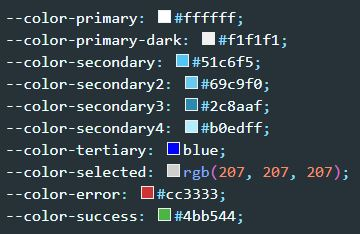 --color-primary: #ffffff;
--color-primary-dark: #f1f1f1;
--color-secondary: #51c6f5;
--color-secondary2: #69c9f0;
--color-secondary3: #2c8aaf;
--color-secondary4: #b0edff;
--color-tertiary: blue;
--color-selected: rgb(207, 207, 207);
--color-error: #cc3333;
--color-success: #4bb544;